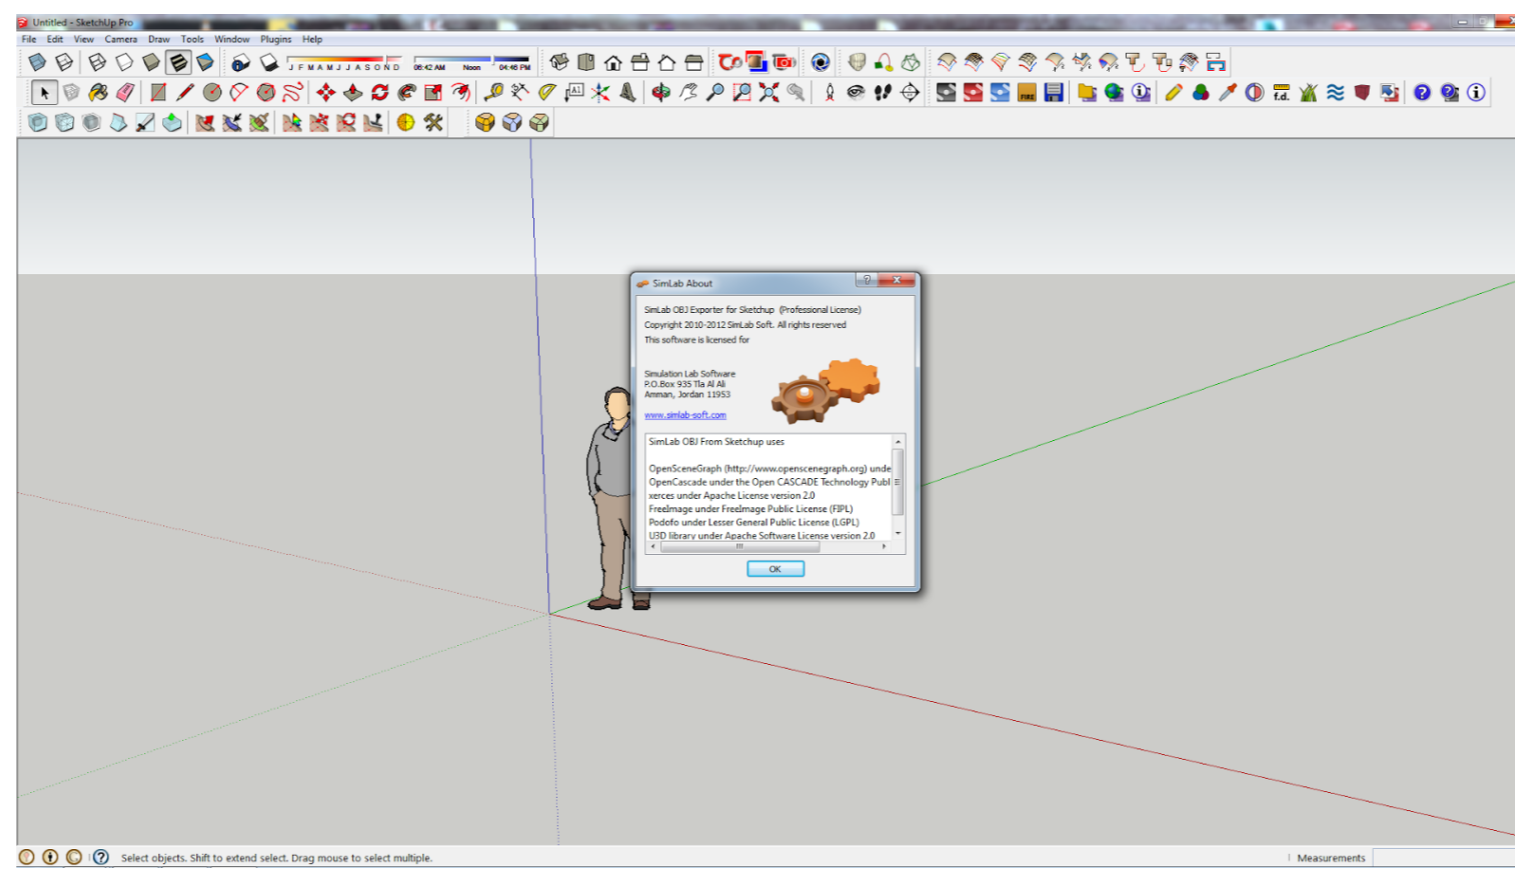 Untitled - SketchUp Pro
File Edit View Camera Draw Tools Window Plugins Help
J F M A M J J A S O N D 06:42 AM Noon 04:46 PM
A1
FIRE
f.d.
SimLab About
SimLab OBJ Exporter for Sketchup (Professional License)
Copyright 2010-2012 SimLab Soft. All rights reserved
This software is licensed for
Simulation Lab Software
P.O.Box 935 Tla Al Ali
Amman, Jordan 11953
www.simlab-soft.com
SimLab OBJ From Sketchup uses
OpenSceneGraph (http://www.openscenegraph.org) unde
OpenCascade under the Open CASCADE Technology Publ
xerces under Apache License version 2.0
FreeImage under FreeImage Public License (FIPL)
Podofo under Lesser General Public License (LGPL)
U3D library under Apache Software License version 2.0
OK
Select objects. Shift to extend select. Drag mouse to select multiple.
Measurements